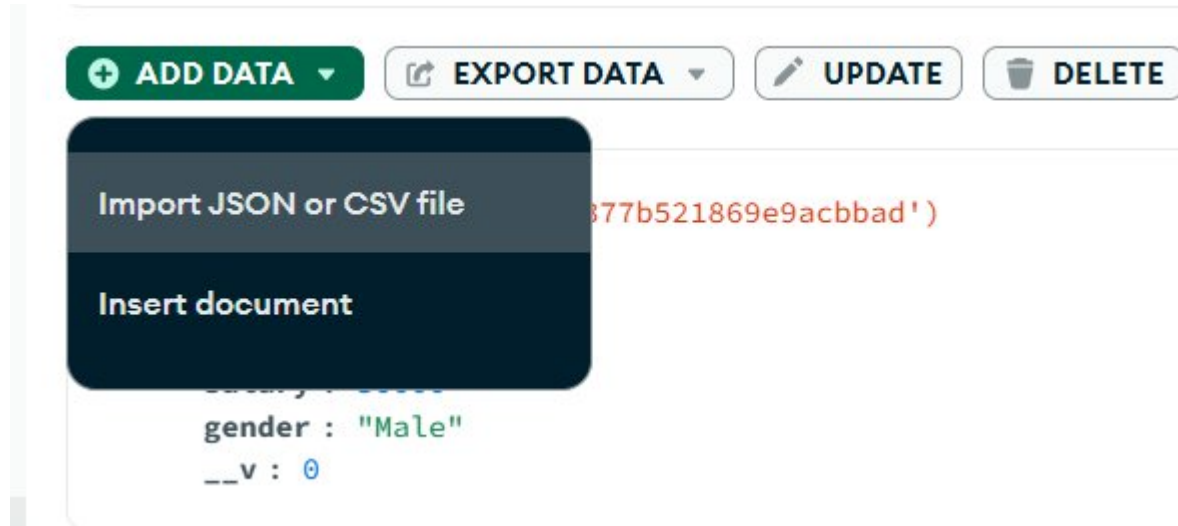 ADD DATA EXPORT DATA UPDATE DELETE
Import JSON or CSV file
377b521869e9acbbad')
Insert document
gender : "Male"
__v : 0